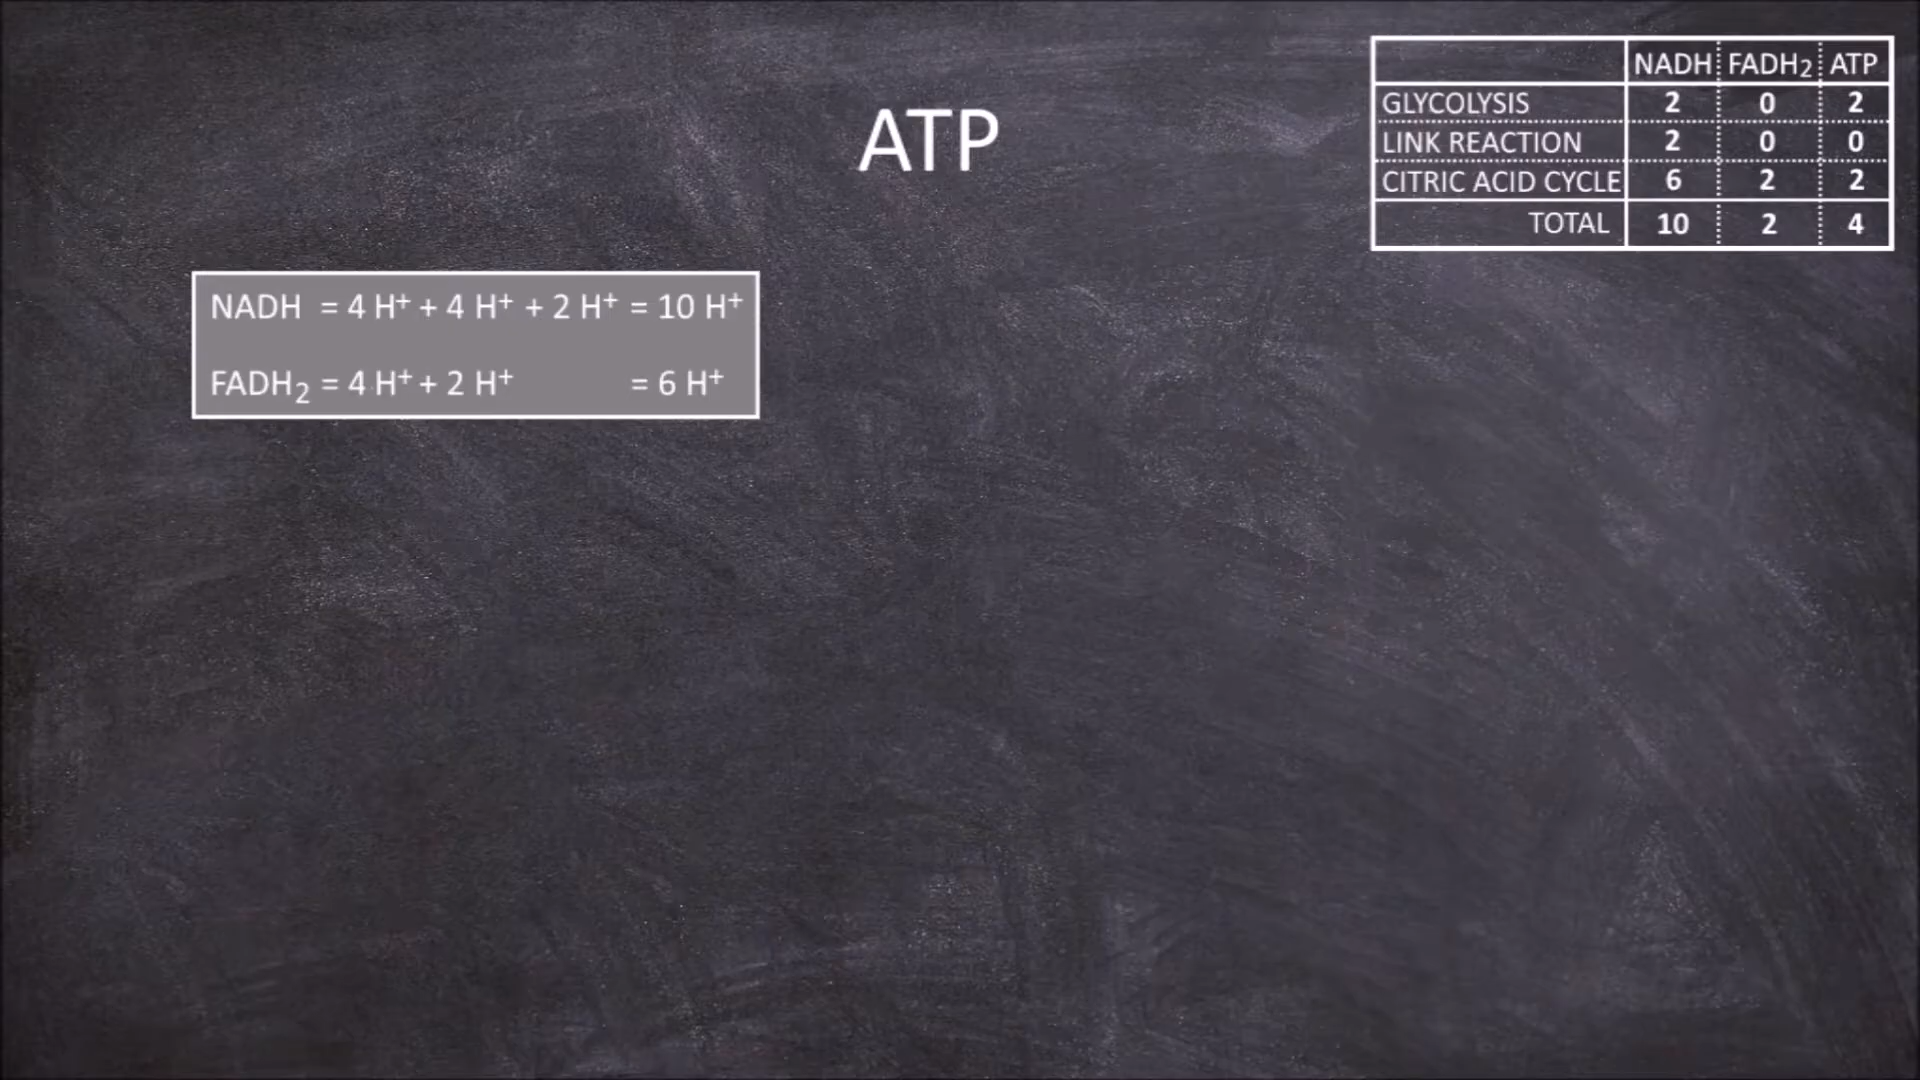 ATP
NADH FADH2 ATP
GLYCOLYSIS 2 0 2
LINK REACTION 2 0 0
CITRIC ACID CYCLE 6 2 2
TOTAL 10 2 4
NADH = 4 H+ + 4 H+ + 2 H+ = 10 H+
FADH2 = 4 H+ + 2 H+ = 6 H+